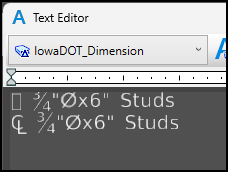 Text Editor
IowaDOT_Dimension
▯ ¾"Øx6" Studs
℄ ¾"Øx6" Studs